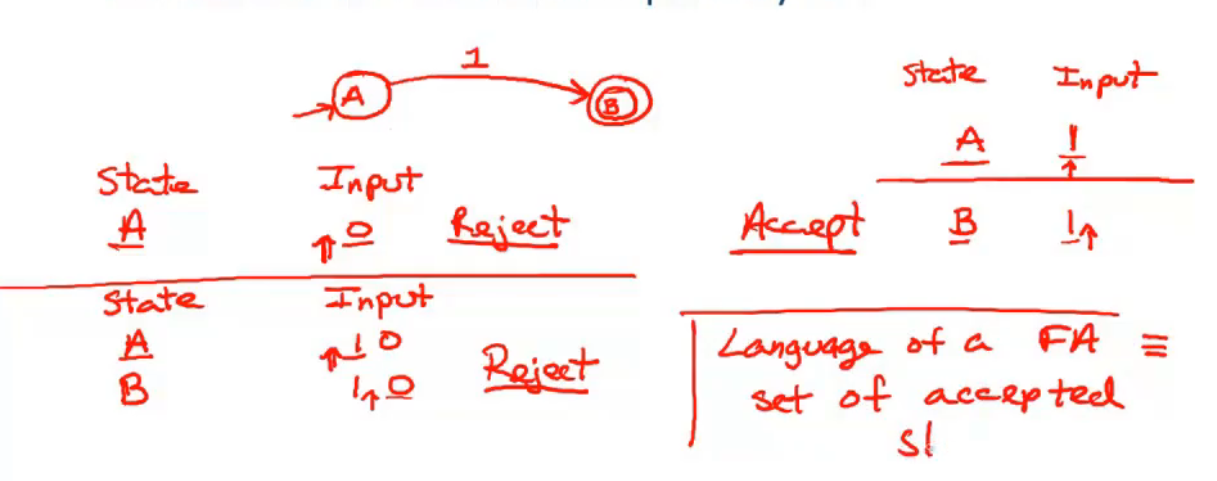 1
A B
State Input
A 1
State Input
A 0 Reject
Accept B 1
State Input
A 1 0
B 1 0 Reject
Language of a FA ≡
set of accepted